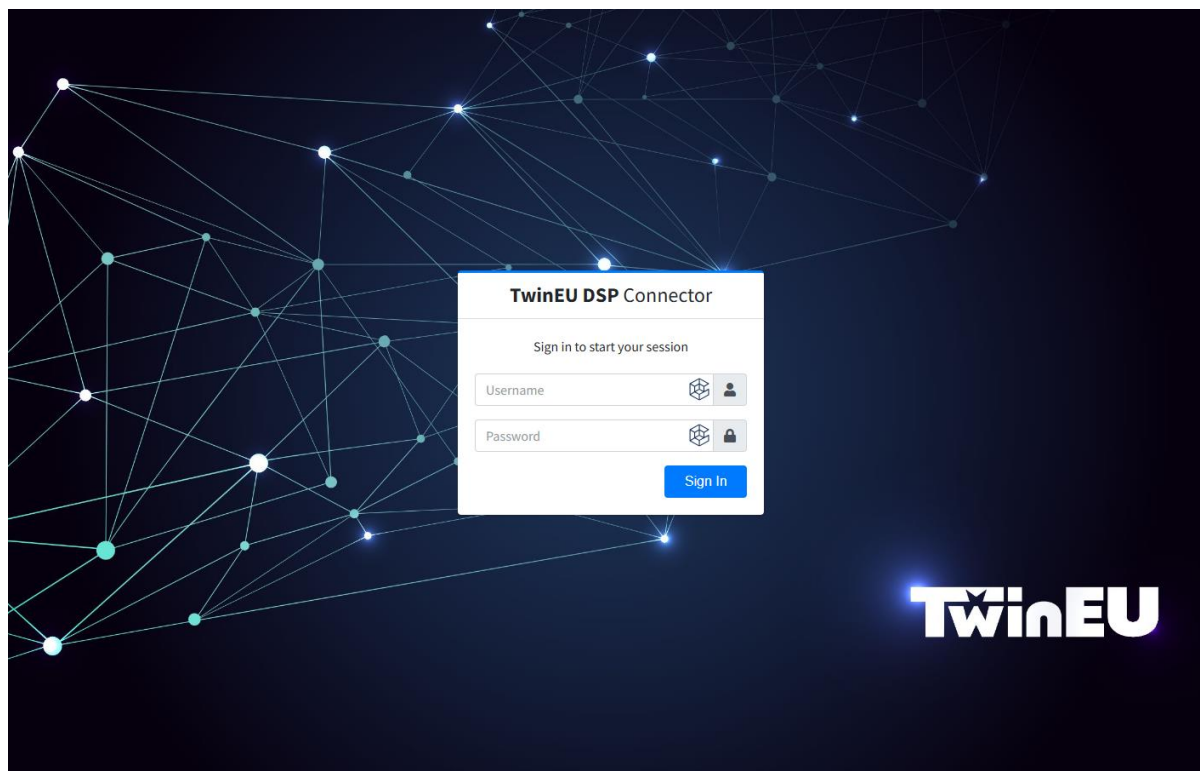 TwinEU DSP Connector
Sign in to start your session
Username
Password
Sign In
TwinEU